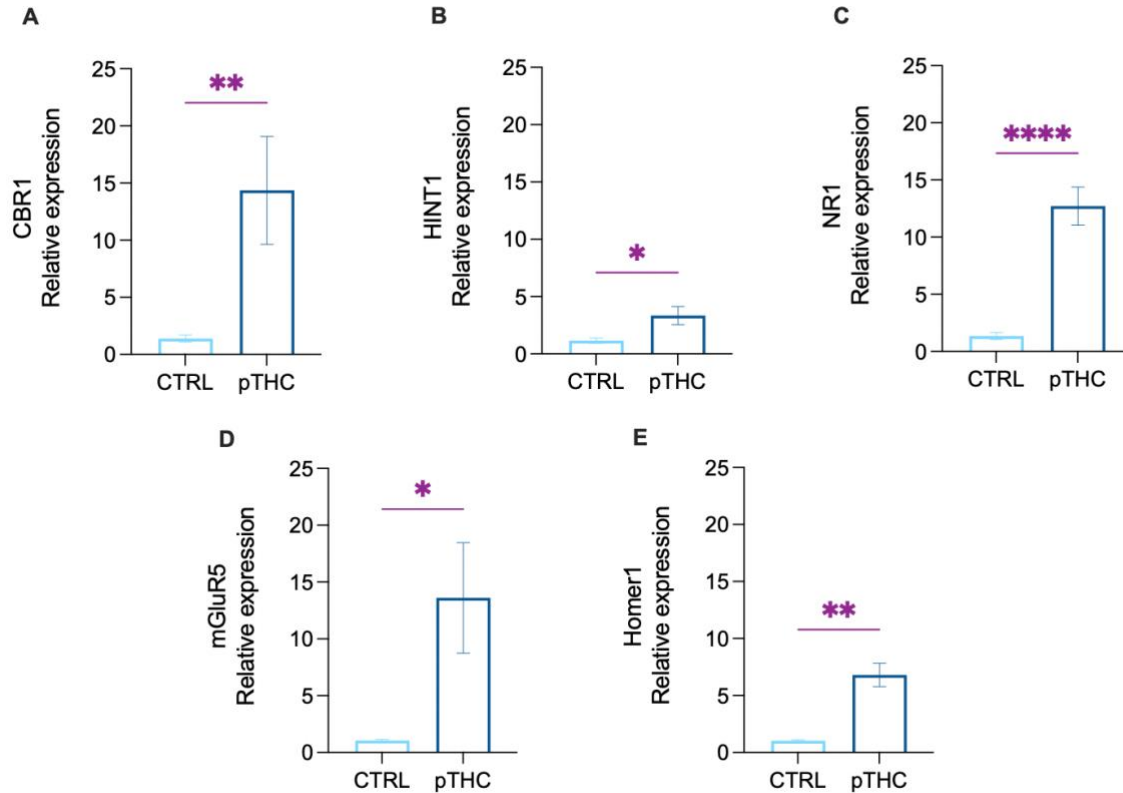 A
CBR1
Relative expression
25
20
15
10
5
0
**
CTRL pTHC
B
HINT1
Relative expression
25
20
15
10
5
0
*
CTRL pTHC
C
NR1
Relative expression
25
20
15
10
5
0
****
CTRL pTHC
D
mGluR5
Relative expression
25
20
15
10
5
0
*
CTRL pTHC
E
Homer1
Relative expression
25
20
15
10
5
0
**
CTRL pTHC